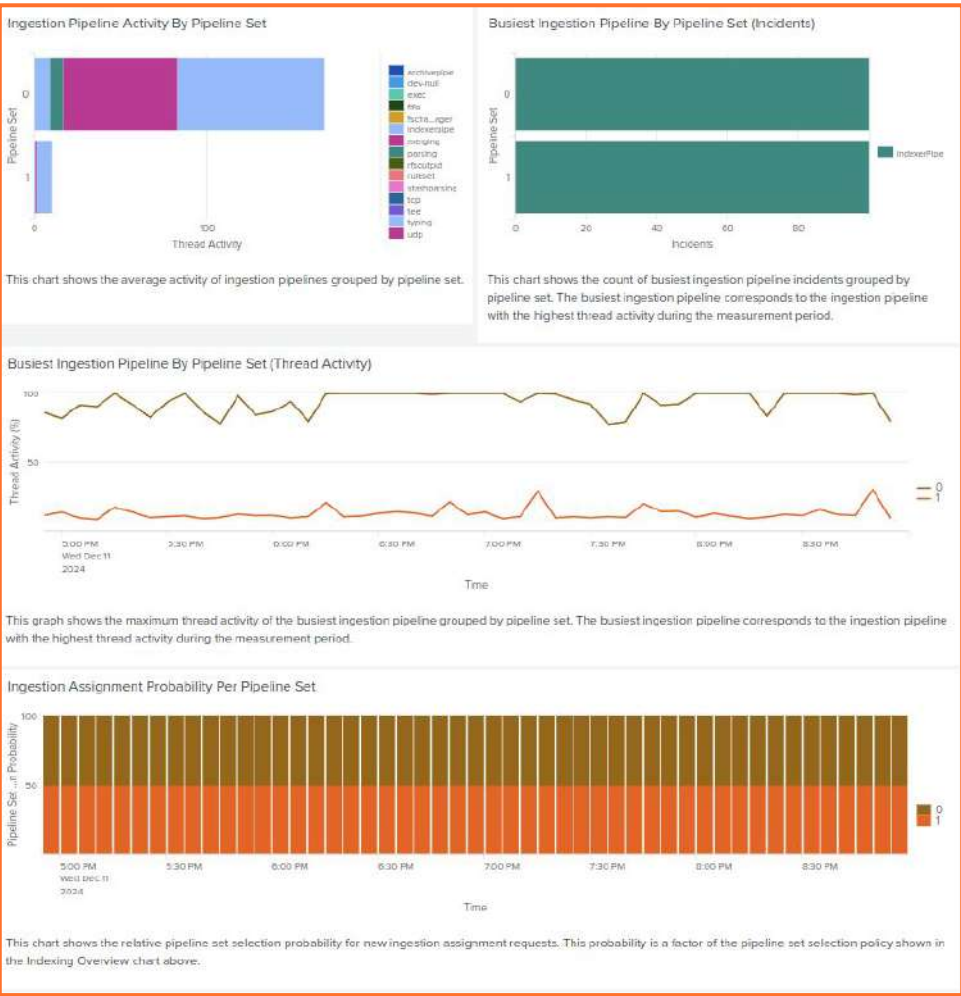 Ingestion Pipeline Activity By Pipeline Set
Pipeline Set
0
1
0
100
Thread Activity
archivepipe
dev-null
exec
fifo
fscha...ager
indexerpipe
merging
parsing
rfsoutput
ruleset
tcp
tee
typing
udp
This chart shows the average activity of ingestion pipelines grouped by pipeline set.
Busiest Ingestion Pipeline By Pipeline Set (Incidents)
Pipeline Set
0
1
0
20
40
60
80
Incidents
IndexerPipe
This chart shows the count of busiest ingestion pipeline incidents grouped by
pipeline set. The busiest ingestion pipeline corresponds to the ingestion pipeline
with the highest thread activity during the measurement period.
Busiest Ingestion Pipeline By Pipeline Set (Thread Activity)
Thread Activity (%)
100
50
0
1
5:00 PM
Wed Dec 11
2024
5:30 PM
6:00 PM
6:30 PM
7:00 PM
7:30 PM
8:00 PM
8:30 PM
Time
This graph shows the maximum thread activity of the busiest ingestion pipeline grouped by pipeline set. The busiest ingestion pipeline corresponds to the ingestion pipeline
with the highest thread activity during the measurement period.
Ingestion Assignment Probability Per Pipeline Set
Pipeline Set ...n Probability
100
50
0
1
5:00 PM
Wed Dec 11
2024
5:30 PM
6:00 PM
6:30 PM
7:00 PM
7:30 PM
8:00 PM
8:30 PM
Time
This chart shows the relative pipeline set selection probability for new ingestion assignment requests. This probability is a factor of the pipeline set selection policy shown in
the Indexing Overview chart above.